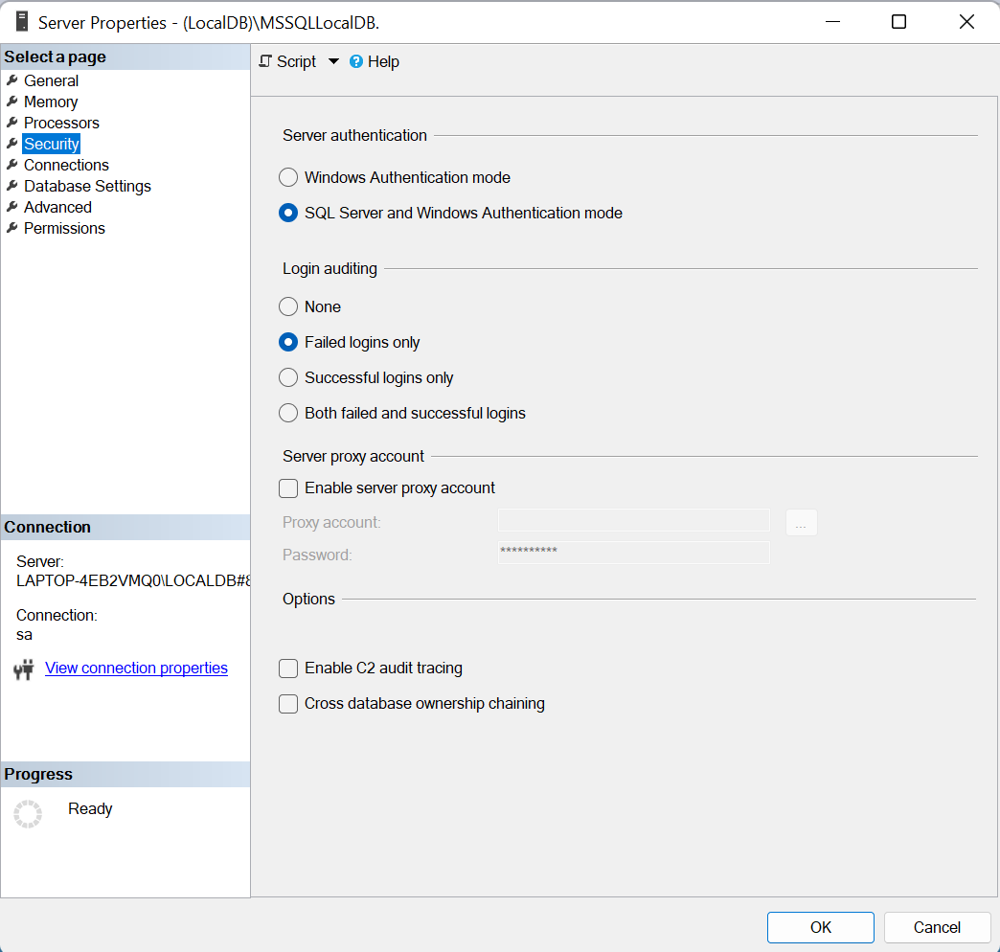 Server Properties - (LocalDB)\MSSQLLocalDB.
Select a page
General
Memory
Processors
Security
Connections
Database Settings
Advanced
Permissions
Connection
Server:
LAPTOP-4EB2VMQ0\LOCALDB#8
Connection:
sa
View connection properties
Progress
Ready
Script Help
Server authentication
Windows Authentication mode
SQL Server and Windows Authentication mode
Login auditing
None
Failed logins only
Successful logins only
Both failed and successful logins
Server proxy account
Enable server proxy account
Proxy account: ...
Password: **********
Options
Enable C2 audit tracing
Cross database ownership chaining
OK Cancel